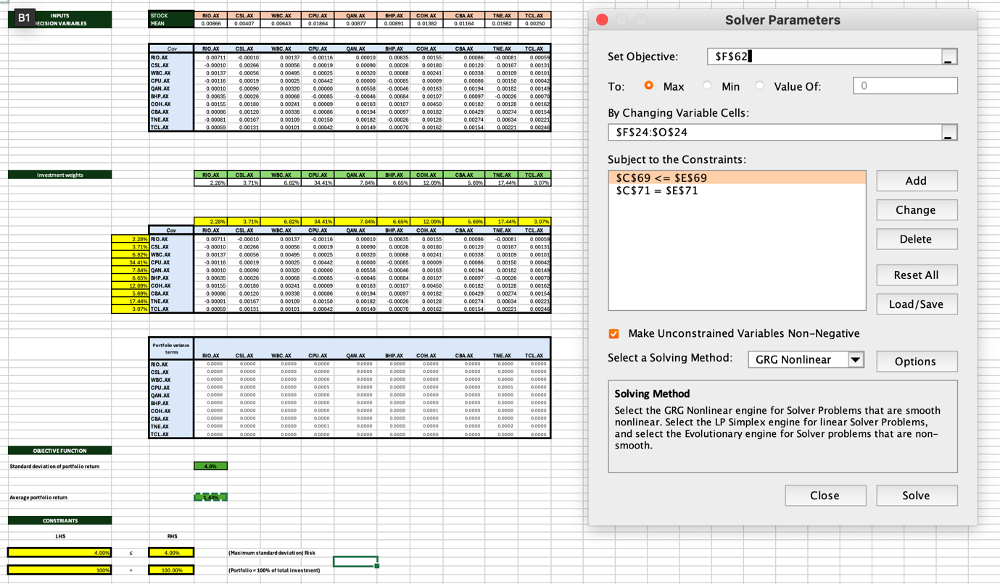 B1
INPUTS
DECISION VARIABLES
STOCK RIO.AX CSL.AX WBC.AX CPU.AX QAN.AX BHP.AX COH.AX CBA.AX TNE.AX TCL.AX
MEAN 0.00866 0.00407 0.00643 0.01864 0.00877 0.00891 0.01382 0.01164 0.01982 0.00250
Cov RIO.AX CSL.AX WBC.AX CPU.AX QAN.AX BHP.AX COH.AX CBA.AX TNE.AX TCL.AX
RIO.AX 0.00711 -0.00010 0.00137 -0.00116 0.00010 0.00635 0.00155 0.00086 -0.00081 0.00059
CSL.AX -0.00010 0.00266 0.00056 0.00019 0.00090 0.00026 0.00180 0.00120 0.00167 0.00131
WBC.AX 0.00137 0.00056 0.00495 0.00025 0.00320 0.00068 0.00241 0.00338 0.00109 0.00101
CPU.AX -0.00116 0.00019 0.00025 0.00442 0.00000 -0.00085 0.00009 0.00086 0.00150 0.00042
QAN.AX 0.00010 0.00090 0.00320 0.00000 0.00558 -0.00046 0.00163 0.00194 0.00182 0.00149
BHP.AX 0.00635 0.00026 0.00068 -0.00085 -0.00046 0.00684 0.00107 0.00097 -0.00026 0.00070
COH.AX 0.00155 0.00180 0.00241 0.00009 0.00163 0.00107 0.00450 0.00182 0.00128 0.00162
CBA.AX 0.00086 0.00120 0.00338 0.00086 0.00194 0.00097 0.00182 0.00429 0.00274 0.00154
TNE.AX -0.00081 0.00167 0.00109 0.00150 0.00182 -0.00026 0.00128 0.00274 0.00634 0.00221
TCL.AX 0.00059 0.00131 0.00101 0.00042 0.00149 0.00070 0.00162 0.00154 0.00221 0.00246
Investment weights RIO.AX CSL.AX WBC.AX CPU.AX QAN.AX BHP.AX COH.AX CBA.AX TNE.AX TCL.AX
2.28% 3.71% 6.82% 34.41% 7.84% 6.65% 12.09% 5.69% 17.44% 3.07%
2.28% 3.71% 6.82% 34.41% 7.84% 6.65% 12.09% 5.69% 17.44% 3.07%
Cov RIO.AX CSL.AX WBC.AX CPU.AX QAN.AX BHP.AX COH.AX CBA.AX TNE.AX TCL.AX
2.28% RIO.AX 0.00711 -0.00010 0.00137 -0.00116 0.00010 0.00635 0.00155 0.00086 -0.00081 0.00059
3.71% CSL.AX -0.00010 0.00266 0.00056 0.00019 0.00090 0.00026 0.00180 0.00120 0.00167 0.00131
6.82% WBC.AX 0.00137 0.00056 0.00495 0.00025 0.00320 0.00068 0.00241 0.00338 0.00109 0.00101
34.41% CPU.AX -0.00116 0.00019 0.00025 0.00442 0.00000 -0.00085 0.00009 0.00086 0.00150 0.00042
7.84% QAN.AX 0.00010 0.00090 0.00320 0.00000 0.00558 -0.00046 0.00163 0.00194 0.00182 0.00149
6.65% BHP.AX 0.00635 0.00026 0.00068 -0.00085 -0.00046 0.00684 0.00107 0.00097 -0.00026 0.00070
12.09% COH.AX 0.00155 0.00180 0.00241 0.00009 0.00163 0.00107 0.00450 0.00182 0.00128 0.00162
5.69% CBA.AX 0.00086 0.00120 0.00338 0.00086 0.00194 0.00097 0.00182 0.00429 0.00274 0.00154
17.44% TNE.AX -0.00081 0.00167 0.00109 0.00150 0.00182 -0.00026 0.00128 0.00274 0.00634 0.00221
3.07% TCL.AX 0.00059 0.00131 0.00101 0.00042 0.00149 0.00070 0.00162 0.00154 0.00221 0.00246
Portfolio variance
terms
RIO.AX CSL.AX WBC.AX CPU.AX QAN.AX BHP.AX COH.AX CBA.AX TNE.AX TCL.AX
RIO.AX 0.0000 0.0000 0.0000 0.0000 0.0000 0.0000 0.0000 0.0000 0.0000 0.0000
CSL.AX 0.0000 0.0000 0.0000 0.0000 0.0000 0.0000 0.0000 0.0000 0.0000 0.0000
WBC.AX 0.0000 0.0000 0.0000 0.0000 0.0000 0.0000 0.0000 0.0000 0.0000 0.0000
CPU.AX 0.0000 0.0000 0.0000 0.0005 0.0000 0.0000 0.0000 0.0000 0.0001 0.0000
QAN.AX 0.0000 0.0000 0.0000 0.0000 0.0000 0.0000 0.0000 0.0000 0.0000 0.0000
BHP.AX 0.0000 0.0000 0.0000 0.0000 0.0000 0.0000 0.0000 0.0000 0.0000 0.0000
COH.AX 0.0000 0.0000 0.0000 0.0000 0.0000 0.0000 0.0001 0.0000 0.0000 0.0000
CBA.AX 0.0000 0.0000 0.0000 0.0000 0.0000 0.0000 0.0000 0.0000 0.0000 0.0000
TNE.AX 0.0000 0.0000 0.0000 0.0001 0.0000 0.0000 0.0000 0.0000 0.0002 0.0000
TCL.AX 0.0000 0.0000 0.0000 0.0000 0.0000 0.0000 0.0000 0.0000 0.0000 0.0000
OBJECTIVE FUNCTION
Standard deviation of portfolio return 4.0%
Average portfolio return 1.43%
CONSTRIANTS
LHS RHS
4.00% ≤ 4.00% (Maximum standard deviation) Risk
100% = 100.00% (Portfolio = 100% of total investment)
Solver Parameters
Set Objective: $F$62
To: Max Min Value Of: 0
By Changing Variable Cells:
$F$24:$O$24
Subject to the Constraints:
$C$69 <= $E$69
$C$71 = $E$71
Add
Change
Delete
Reset All
Load/Save
Make Unconstrained Variables Non-Negative
Select a Solving Method: GRG Nonlinear Options
Solving Method
Select the GRG Nonlinear engine for Solver Problems that are smooth
nonlinear. Select the LP Simplex engine for linear Solver Problems,
and select the Evolutionary engine for Solver problems that are non-
smooth.
Close Solve